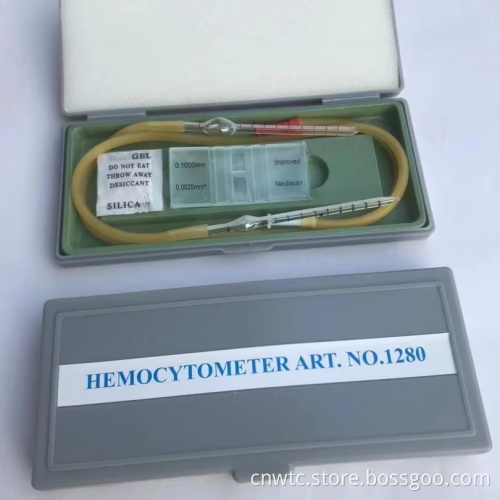 GEL
DO NOT EAT
THROW AWAY
DESICCANT
SILICA
0.1000mm
0.0025mm²
Improved
Neubauer
HEMOCYTOMETER ART. NO.1280
cnwtc.store.bossgoo.com